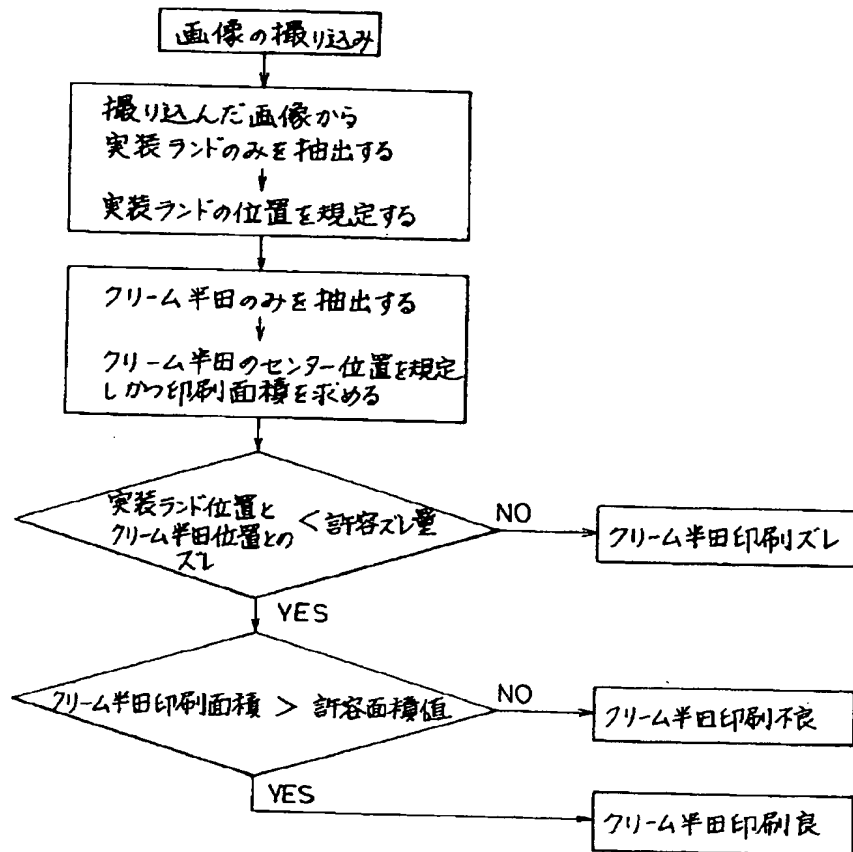 画像の撮り込み
撮り込んだ画像から
実装ランドのみを抽出する
実装ランドの位置を規定する
クリーム半田のみを抽出する
クリーム半田のセンター位置を規定
しかつ印刷面積を求める
実装ランド位置と
クリーム半田位置との
ズレ
<許容ズレ量
NO
クリーム半田印刷ズレ
YES
クリーム半田印刷面積 > 許容面積値
NO
クリーム半田印刷不良
YES
クリーム半田印刷良